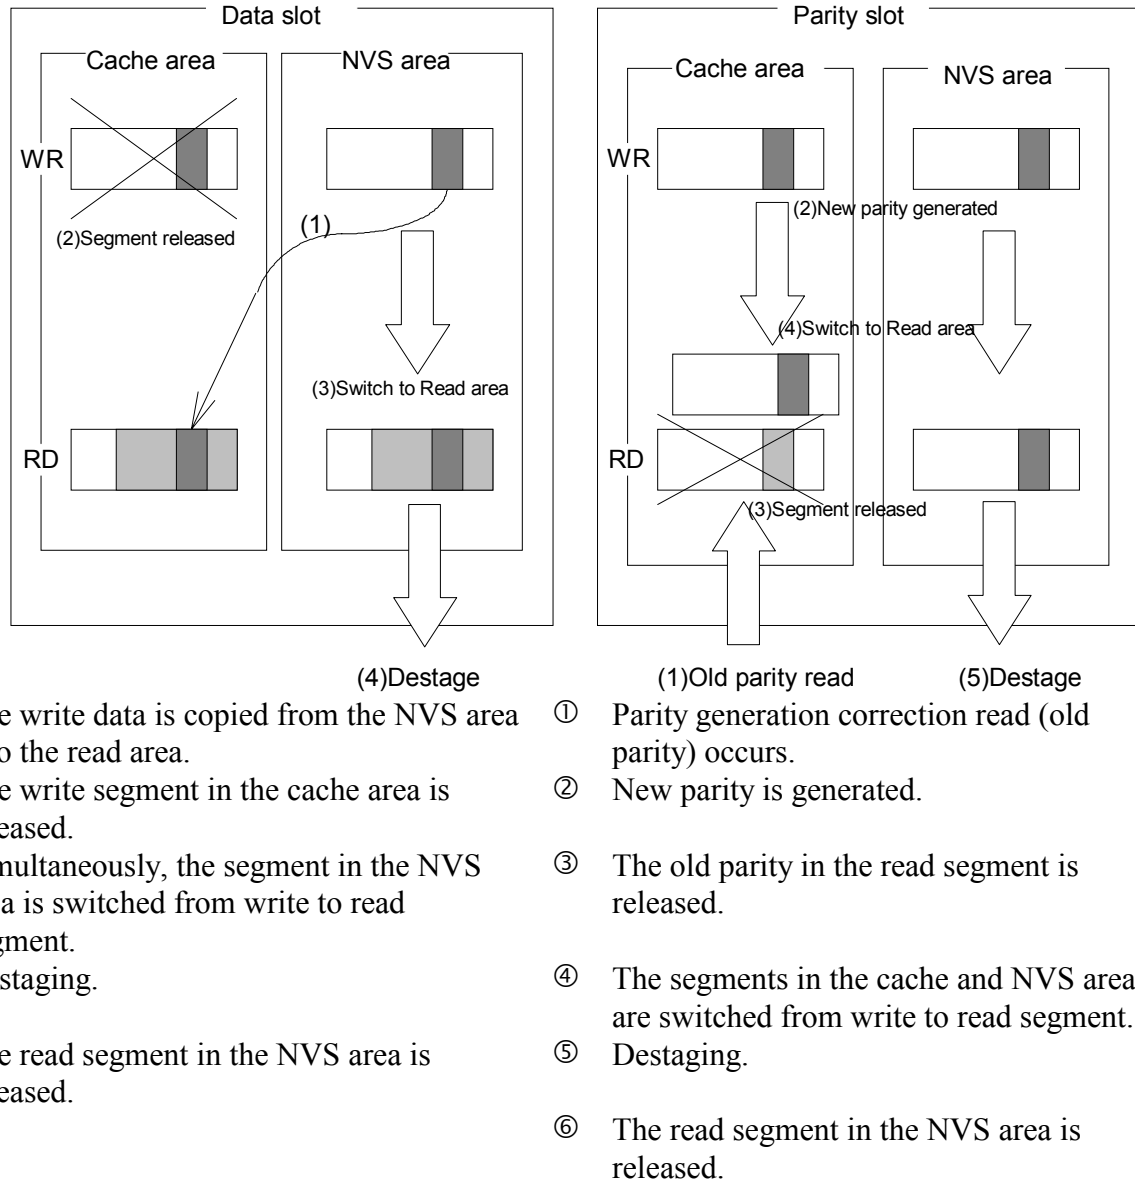 Data slot
Cache area
NVS area
WR
(2)Segment released
(1)
(3)Switch to Read area
RD
(4)Destage
Parity slot
Cache area
NVS area
WR
(2)New parity generated
(4)Switch to Read area
RD
(3)Segment released
(1)Old parity read
(5)Destage
e write data is copied from the NVS area
o the read area.
e write segment in the cache area is
eased.
multaneously, the segment in the NVS
a is switched from write to read
gment.
staging.
e read segment in the NVS area is
eased.
① Parity generation correction read (old
parity) occurs.
② New parity is generated.
③ The old parity in the read segment is
released.
④ The segments in the cache and NVS area
are switched from write to read segment.
⑤ Destaging.
⑥ The read segment in the NVS area is
released.